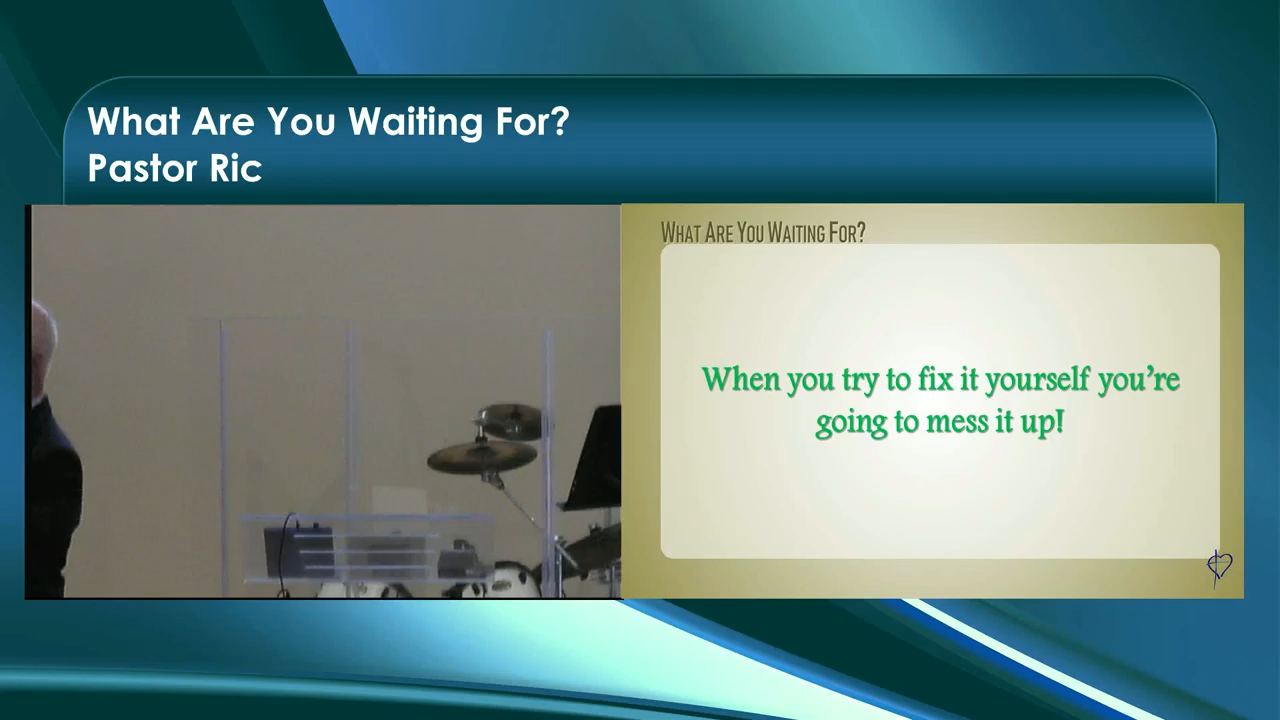 What Are You Waiting For?
Pastor Ric
What Are You Waiting For?
When you try to fix it yourself you’re
going to mess it up!